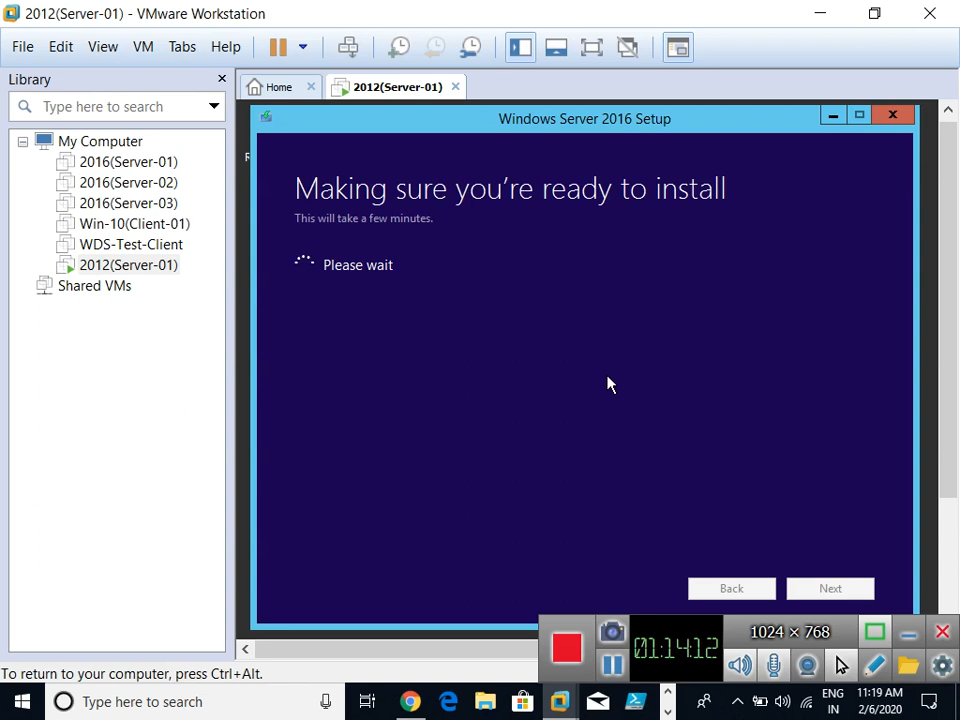 2012(Server-01) - VMware Workstation
File Edit View VM Tabs Help
Library
Type here to search
My Computer
2016(Server-01)
2016(Server-02)
2016(Server-03)
Win-10(Client-01)
WDS-Test-Client
2012(Server-01)
Shared VMs
Home
2012(Server-01)
R
Windows Server 2016 Setup
Making sure you're ready to install
This will take a few minutes.
Please wait
Back Next
01:14:12
1024 × 768
To return to your computer, press Ctrl+Alt.
Type here to search
ENG
IN
11:19 AM
2/6/2020